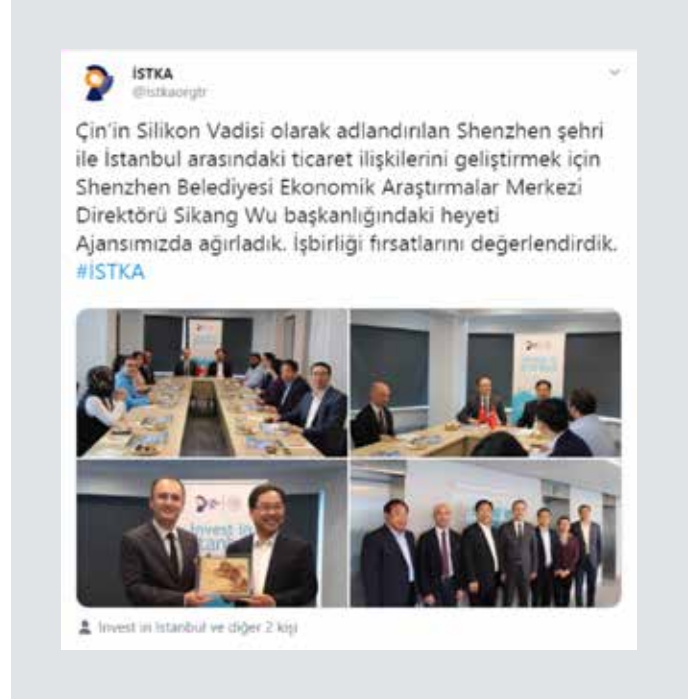 İSTKA
@istkaorgtr
Çin'in Silikon Vadisi olarak adlandırılan Shenzhen şehri
ile İstanbul arasındaki ticaret ilişkilerini geliştirmek için
Shenzhen Belediyesi Ekonomik Araştırmalar Merkezi
Direktörü Sikang Wu başkanlığındaki heyeti
Ajansımızda ağırladık. İşbirliği fırsatlarını değerlendirdik.
#İSTKA
Invest in
Invest in Istanbul ve diğer 2 kişi